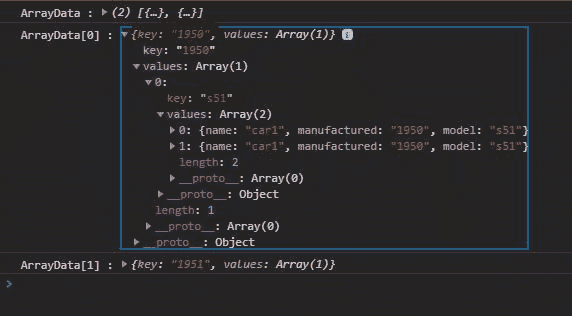 ArrayData : ▶(2) [{…}, {…}]
ArrayData[0] : ▼{key: "1950", values: Array(1)} i
key: "1950"
▼values: Array(1)
▼0:
key: "s51"
▼values: Array(2)
▶0: {name: "car1", manufactured: "1950", model: "s51"}
▶1: {name: "car1", manufactured: "1950", model: "s51"}
length: 2
▶__proto__: Array(0)
▶__proto__: Object
length: 1
▶__proto__: Array(0)
▶__proto__: Object
ArrayData[1] : ▶{key: "1951", values: Array(1)}
>